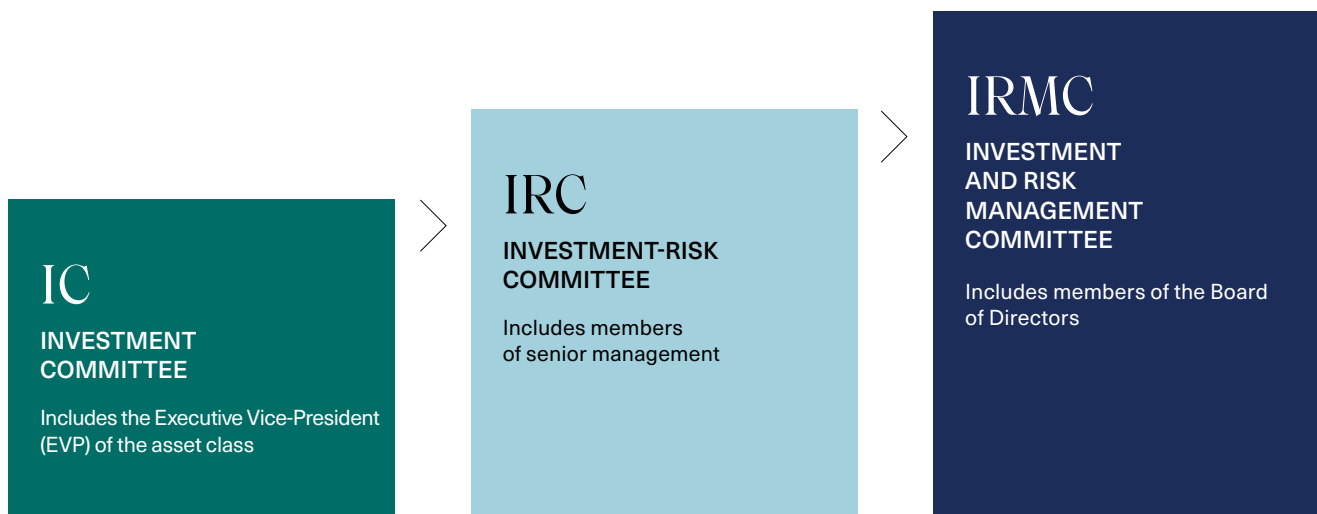 IC
INVESTMENT
COMMITTEE
Includes the Executive Vice-President
(EVP) of the asset class
IRC
INVESTMENT-RISK
COMMITTEE
Includes members
of senior management
IRMC
INVESTMENT
AND RISK
MANAGEMENT
COMMITTEE
Includes members of the Board
of Directors